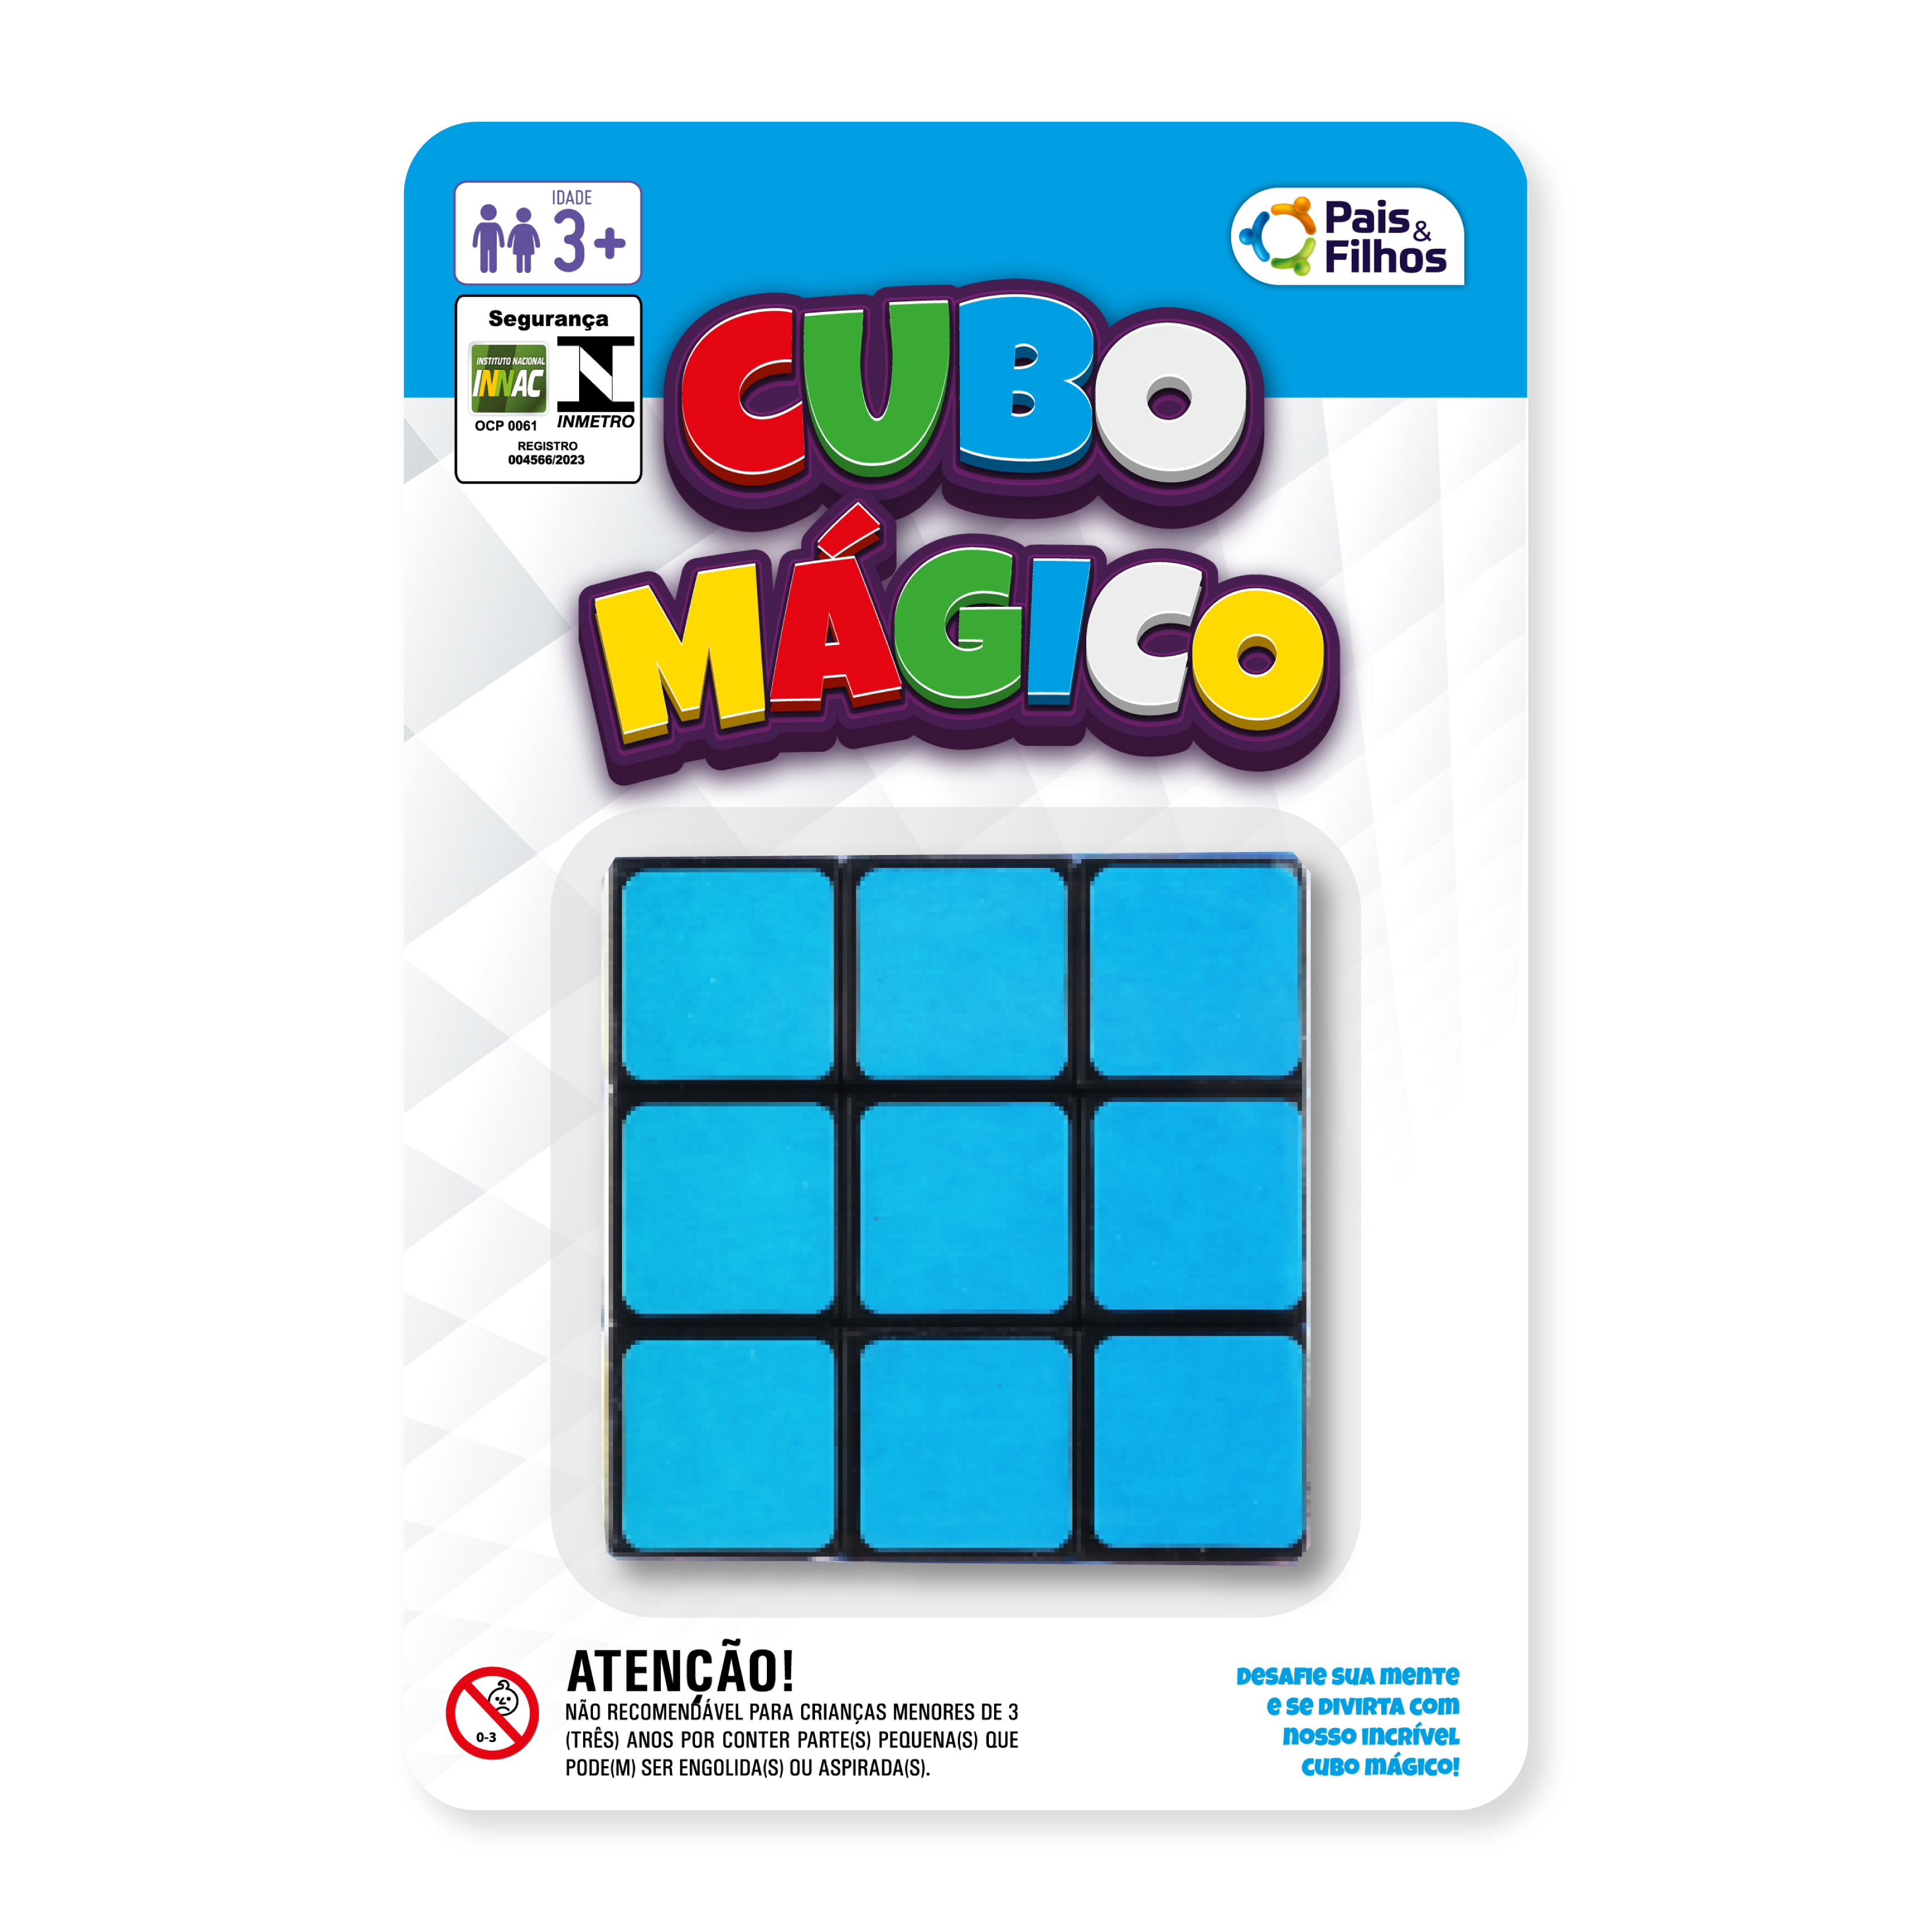 IDADE
3+
Pais &
Filhos
Segurança
INSTITUTO NACIONAL
INNAC
OCP 0061
INMETRO
REGISTRO
004566/2023
CUBO
MÁGICO
ATENÇÃO!
NÃO RECOMENDÁVEL PARA CRIANÇAS MENORES DE 3
(TRÊS) ANOS POR CONTER PARTE(S) PEQUENA(S) QUE
PODE(M) SER ENGOLIDA(S) OU ASPIRADA(S).
0-3
DESAFIE SUA MENTE
E SE DIVIRTA COM
NOSSO INCRÍVEL
CUBO MÁGICO!